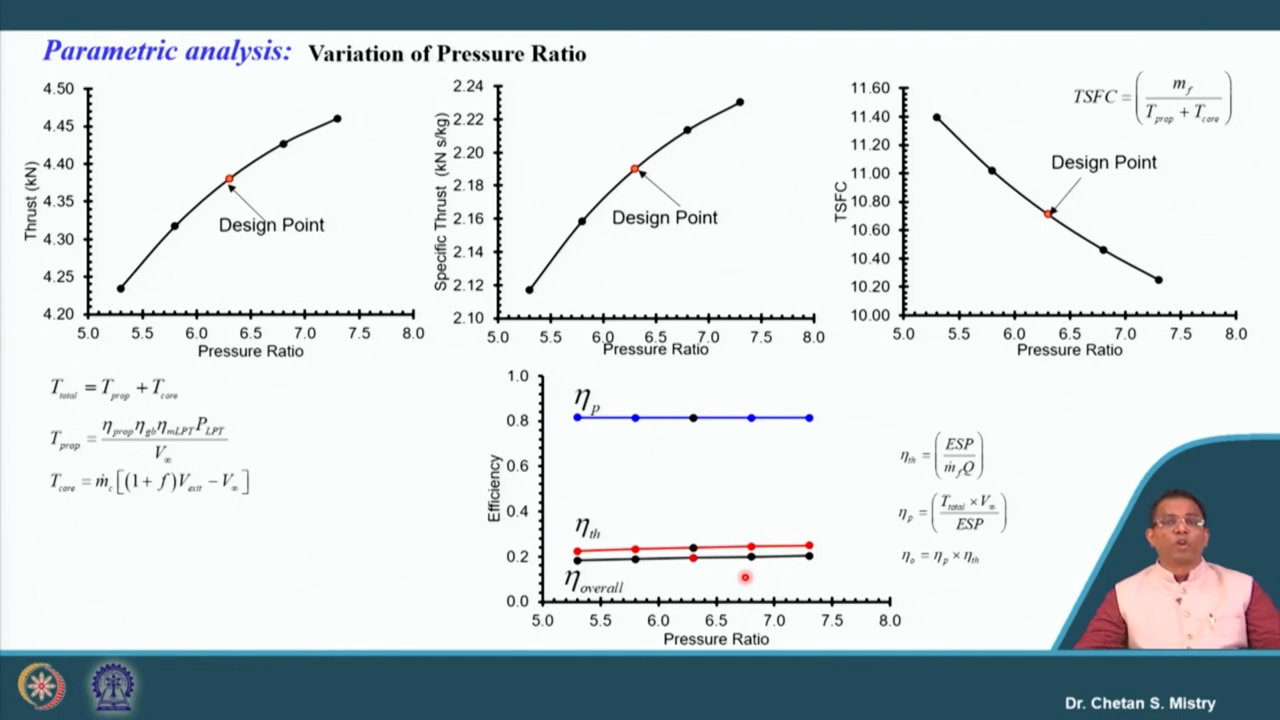 Parametric analysis: Variation of Pressure Ratio
4.50
4.45
4.40
4.35
4.30
4.25
4.20
Thrust (kN)
Design Point
5.0 5.5 6.0 6.5 7.0 7.5 8.0
Pressure Ratio
2.24
2.22
2.20
2.18
2.16
2.14
2.12
2.10
Specific Thrust (kN s/kg)
Design Point
5.0 5.5 6.0 6.5 7.0 7.5 8.0
Pressure Ratio
11.60
11.40
11.20
11.00
10.80
10.60
10.40
10.20
10.00
TSFC
TSFC = (m_f / (T_prop + T_core))
Design Point
5.0 5.5 6.0 6.5 7.0 7.5 8.0
Pressure Ratio
T_total = T_prop + T_core
T_prop = η_prop η_gb η_mLPT P_LPT / V_∞
T_core = ṁ_c [(1+ f)V_exit − V_∞]
1.0
0.8
0.6
0.4
0.2
0.0
Efficiency
η_p
η_th
η_overall
5.0 5.5 6.0 6.5 7.0 7.5 8.0
Pressure Ratio
η_th = (ESP / ṁ_f Q)
η_p = (T_total × V_∞ / ESP)
η_o = η_p × η_th
Dr. Chetan S. Mistry